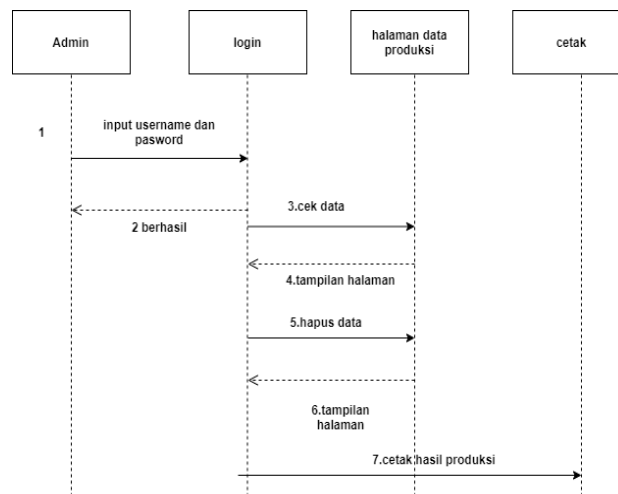 Admin
login
halaman data
produksi
cetak
1
input username dan
pasword
2 berhasil
3.cek data
4.tampilan halaman
5.hapus data
6.tampilan
halaman
7.cetak hasil produksi